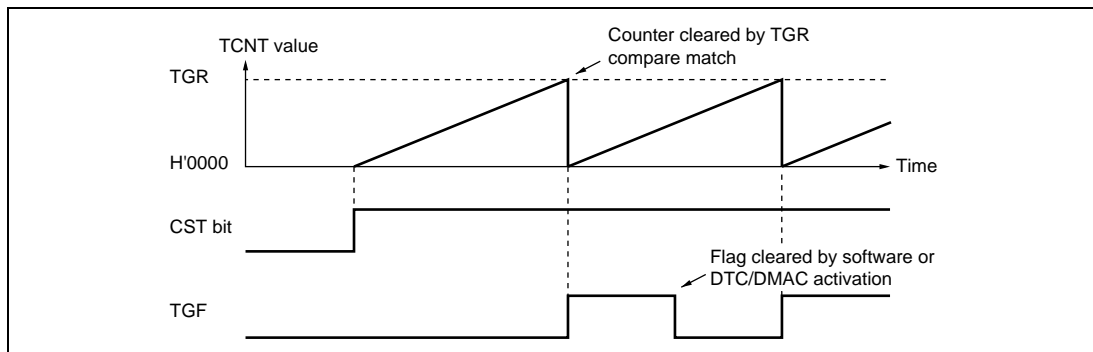 Counter cleared by TGR
compare match
TCNT value
TGR
H'0000
Time
CST bit
Flag cleared by software or
DTC/DMAC activation
TGF